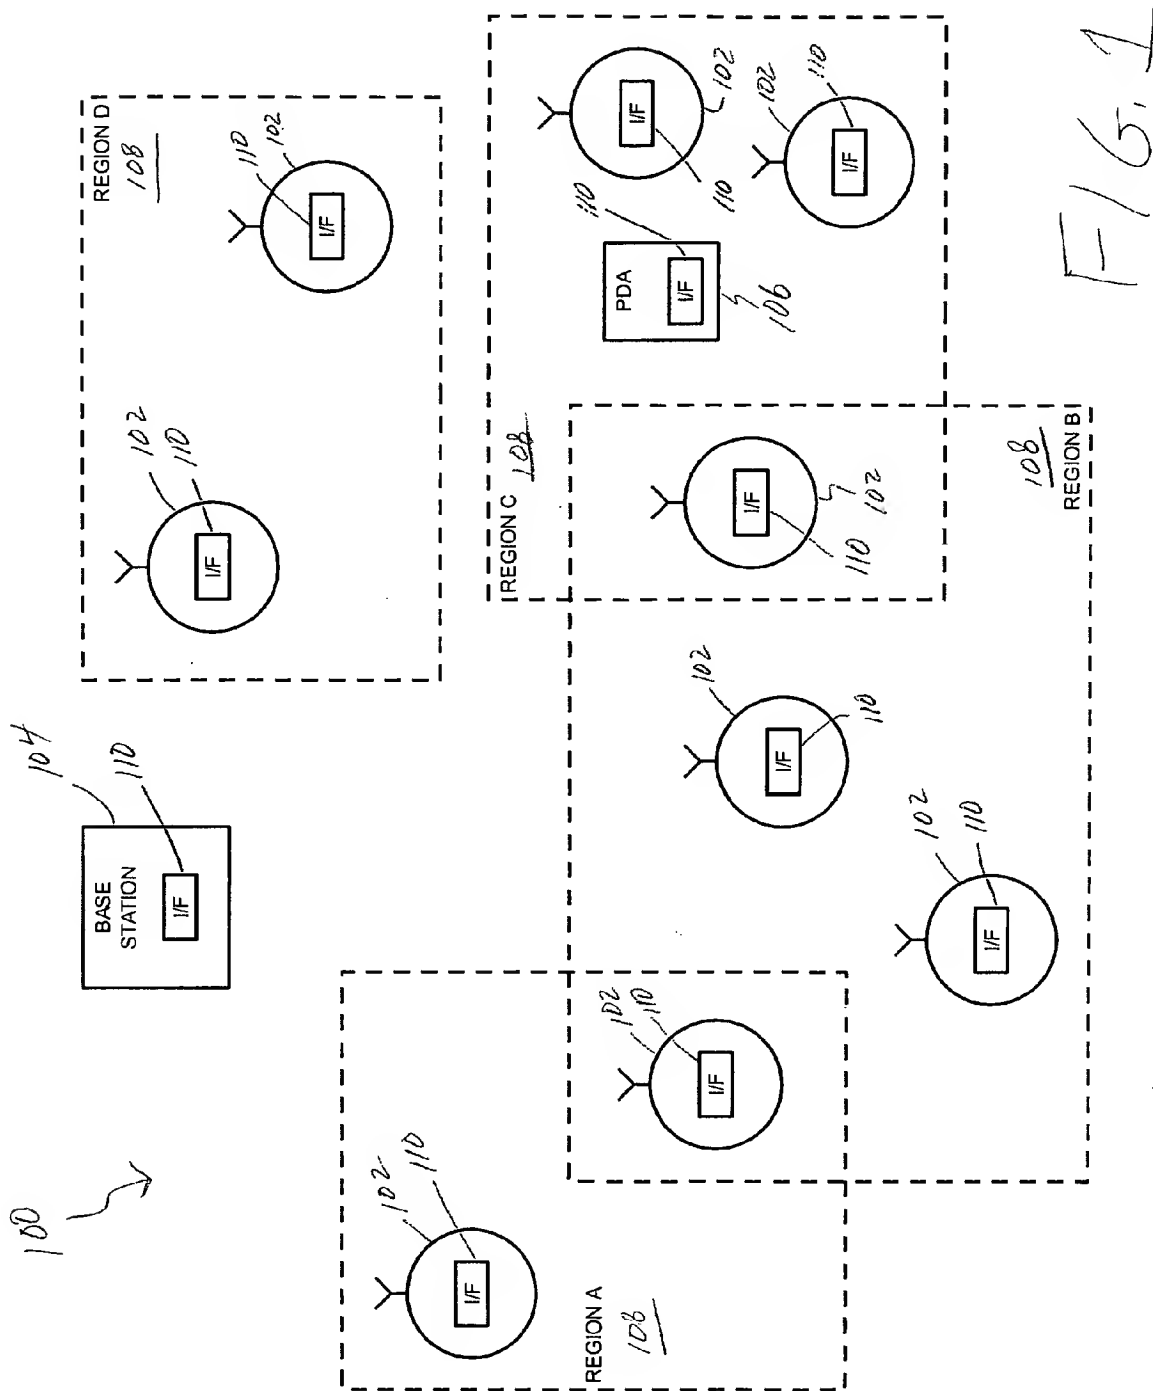 100
104
BASE
STATION
110
I/F
REGION D
108
102
110
I/F
110
102
I/F
REGION A
108
102
110
I/F
102
110
I/F
102
110
I/F
102
110
I/F
REGION B
108
REGION C
108
I/F
110
102
PDA
I/F
110
106
I/F
110
102
102
110
I/F
FIG. 1